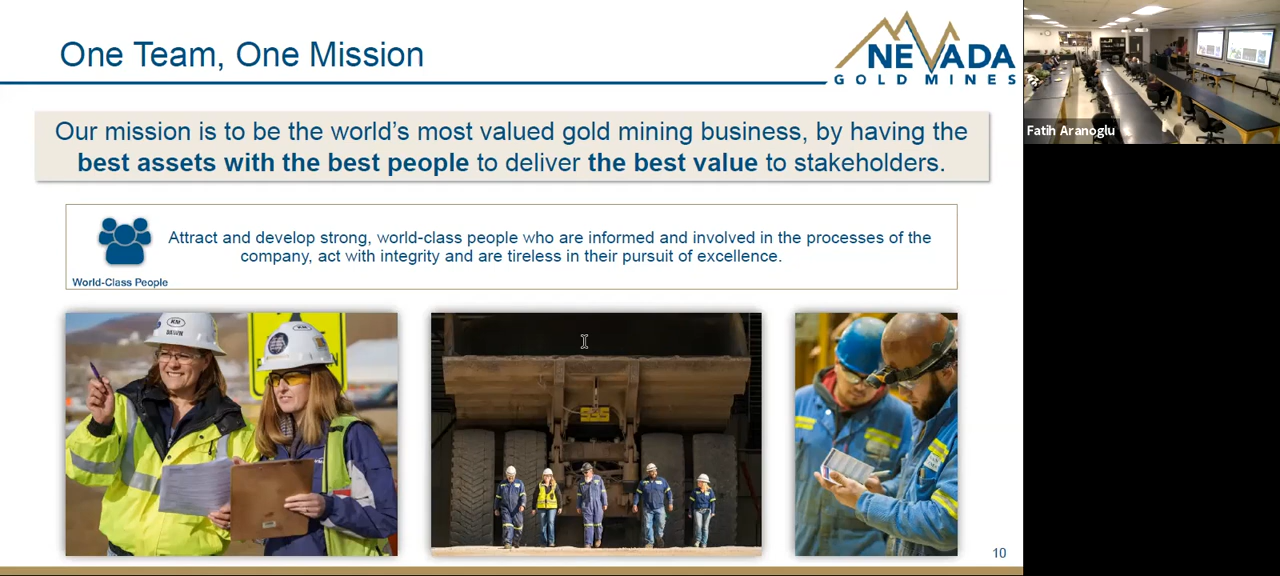 One Team, One Mission
NEVADA
GOLD MINES
Our mission is to be the world's most valued gold mining business, by having the
best assets with the best people to deliver the best value to stakeholders.
Attract and develop strong, world-class people who are informed and involved in the processes of the
company, act with integrity and are tireless in their pursuit of excellence.
World-Class People
10
Fatih Aranoglu